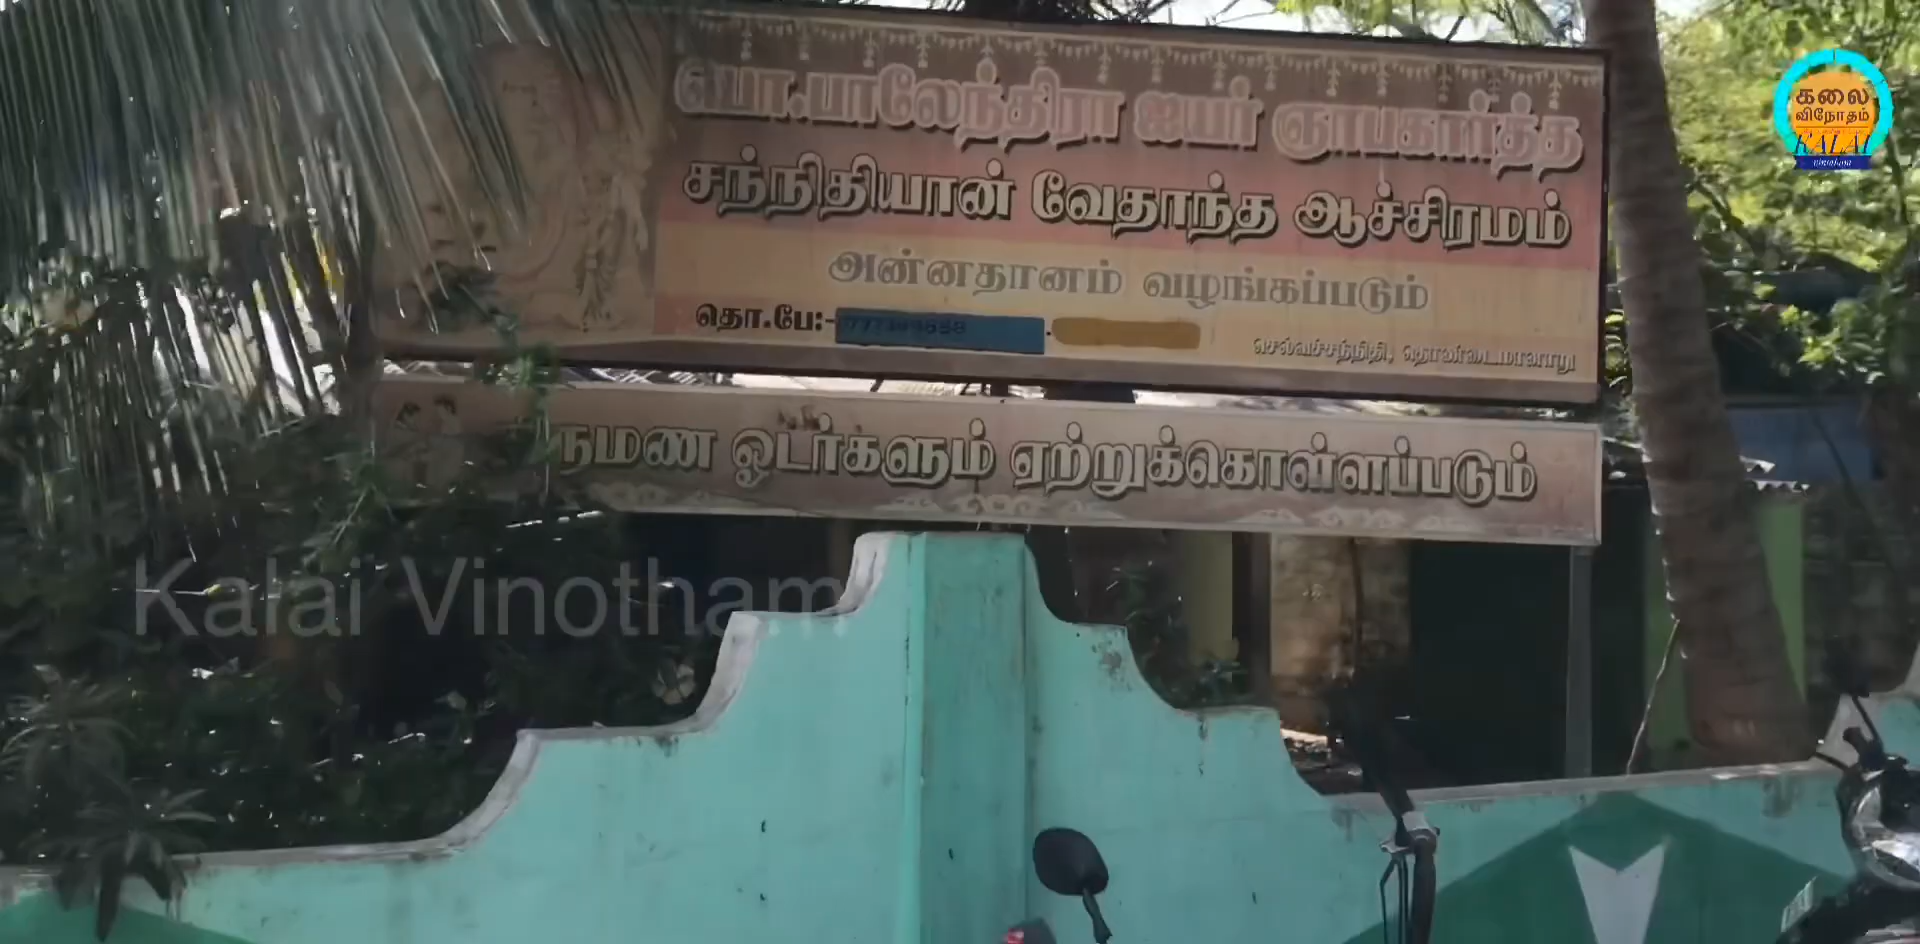 பொ.பாலேந்திரா ஐயர் ஞாபகார்த்த
சந்நிதியான் வேதாந்த ஆச்சிரமம்
அன்னதானம் வழங்கப்படும்
தொ.பே:-
செல்வச்சந்நிதி, தொண்டைமானாறு
ஓடர்களும் ஏற்றுக்கொள்ளப்படும்
கலை
விநோதம்
KALAI
vinotham
Kalai Vinotham